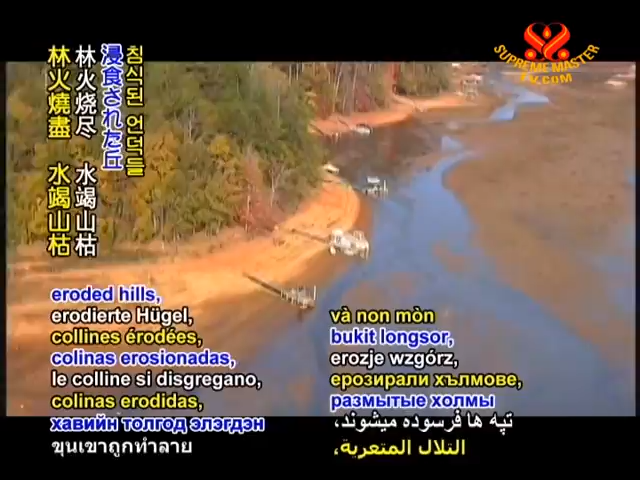 SUPREME MASTER
TV.COM
침식된 언덕들
浸食された丘
林火烧尽 水竭山枯
林火燒盡 水竭山枯
eroded hills,
erodierte Hügel,
collines érodées,
colinas erosionadas,
le colline si disgregano,
colinas erodidas,
хавийн толгод элэгдэн
ขุนเขาถูกทำลาย
và non mòn
bukit longsor,
erozje wzgórz,
ерозирали хълмове,
размытые холмы
تپه ها فرسوده میشوند،
التلال المتعرية،